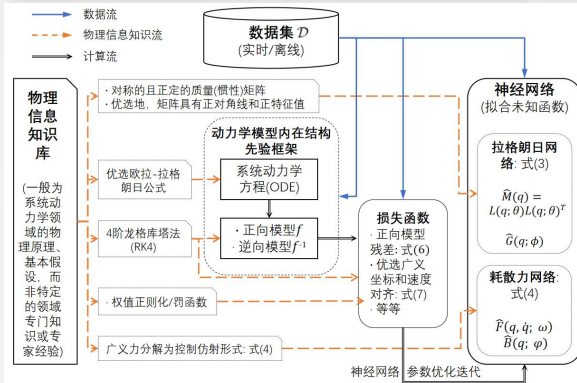 数据流
物理信息知识流
计算流
数据集 𝒟
(实时/离线)
物理
信息
知识
库
(一般为
系统动
力学领
域的物
理原理、
基本假
设，而
非特定
的领域
专门知
识或专
家经验)
· 对称的且正定的质量(惯性)矩阵
· 优选地，矩阵具有正对角线和正特征值
优选欧拉-拉格
朗日公式
4阶龙格库塔法
(RK4)
· 权值正则化/罚函数
广义力分解为控制仿射形式: 式(4)
动力学模型内在结构
先验框架
系统动力学
方程(ODE)
· 正向模型f
· 逆向模型f⁻¹
损失函数
· 正向模型
残差: 式(6)
· 优选广义
坐标和速度
对齐: 式(7)
· 等等
神经网络
(拟合未知函数)
拉格朗日网
络: 式(3)
M̂(q) =
L(q; θ)L(q; θ)ᵀ
Ĝ(q; ϕ)
耗散力网络:
式(4)
F̂(q, q̇; ω)
B̂(q; φ)
神经网络 参数优化迭代